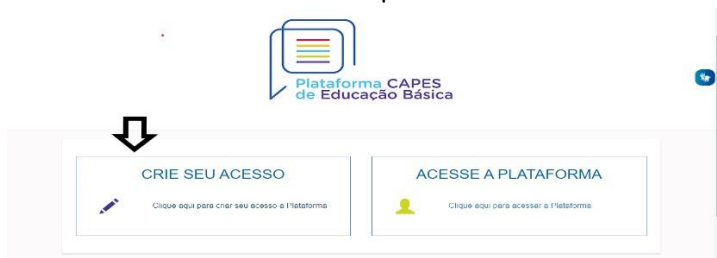 Plataforma CAPES
de Educação Básica
CRIE SEU ACESSO
Clique aqui para criar seu acesso a Plataforma
ACESSE A PLATAFORMA
Clique aqui para acessar a Plataforma